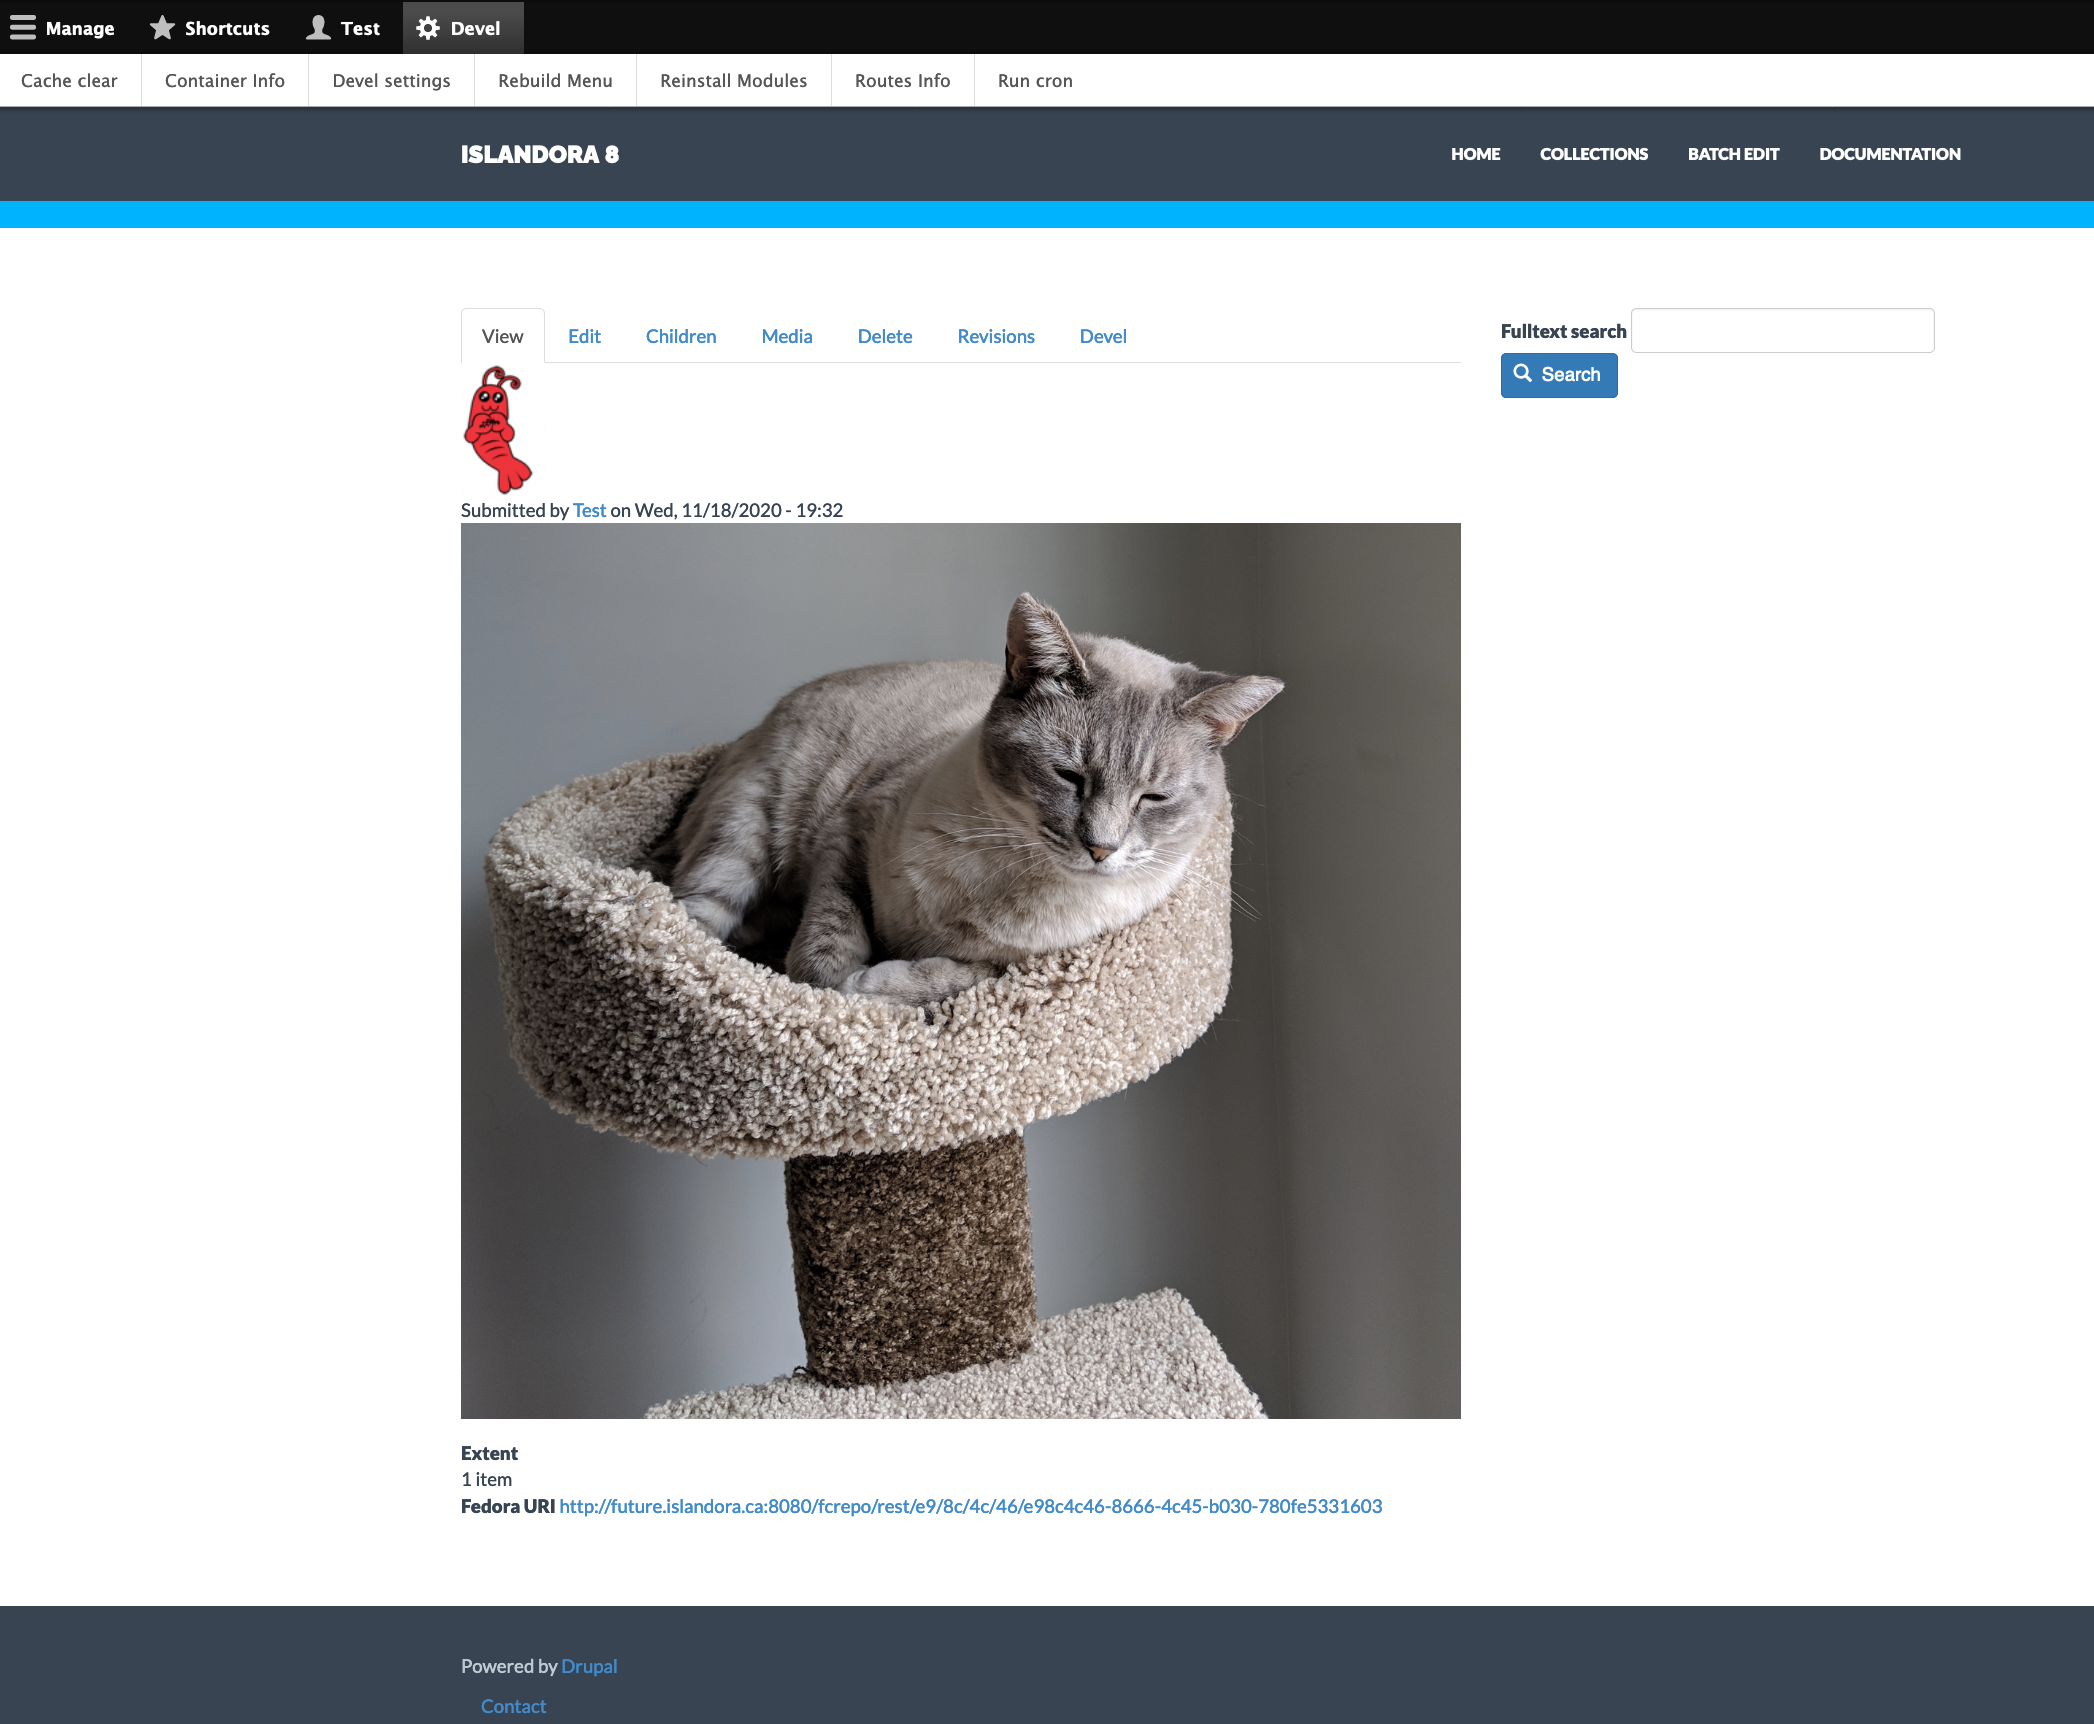 Manage Shortcuts Test Devel
Cache clear Container Info Devel settings Rebuild Menu Reinstall Modules Routes Info Run cron
ISLANDORA 8 HOME COLLECTIONS BATCH EDIT DOCUMENTATION
View Edit Children Media Delete Revisions Devel
Fulltext search
Search
Submitted by Test on Wed, 11/18/2020 - 19:32
Extent
1 item
Fedora URI http://future.islandora.ca:8080/fcrepo/rest/e9/8c/4c/46/e98c4c46-8666-4c45-b030-780fe5331603
Powered by Drupal
Contact